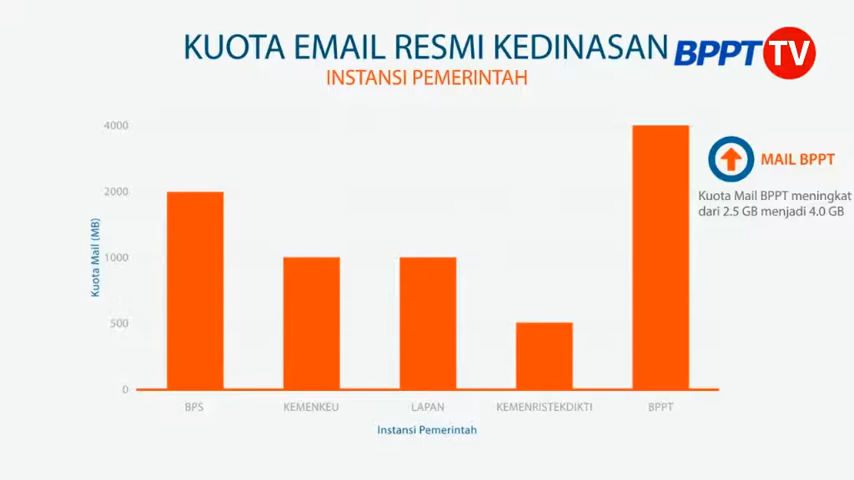 KUOTA EMAIL RESMI KEDINASAN
BPPT TV
INSTANSI PEMERINTAH
4000
2000
1000
500
0
Kuota Mail (MB)
BPS
KEMENKEU
LAPAN
KEMENRISTEKDIKTI
BPPT
Instansi Pemerintah
MAIL BPPT
Kuota Mail BPPT meningkat
dari 2.5 GB menjadi 4.0 GB